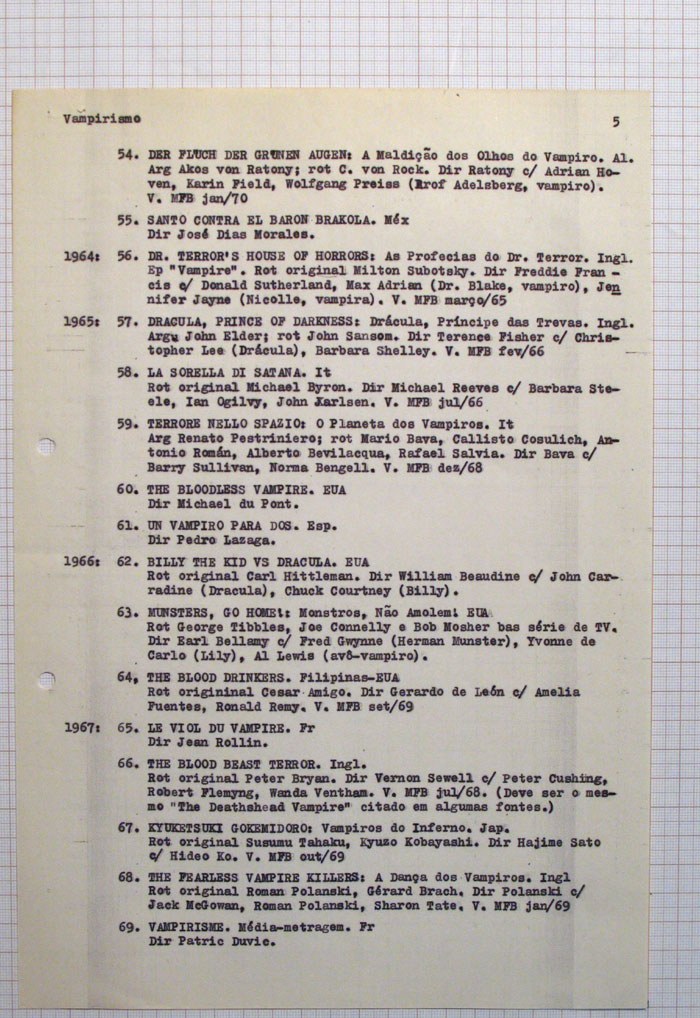 Vampirismo 5
54. DER FLUCH DER GRUNEN AUGEN: A Maldição dos Olhos do Vampiro. Al.
Arg Akos von Ratony; rot C. von Rock. Dir Ratony c/ Adrian Ho-
ven, Karin Field, Wolfgang Preiss (Prof Adelsberg, vampiro).
V. MFB jan/70
55. SANTO CONTRA EL BARON BRAKOLA. Méx
Dir José Dias Morales.
1964: 56. DR. TERROR'S HOUSE OF HORRORS: As Profecias do Dr. Terror. Ingl.
Ep "Vampire". Rot original Milton Subotsky. Dir Freddie Fran -
cis c/ Donald Sutherland, Max Adrian (Dr. Blake, vampiro), Jen
nifer Jayne (Nicolle, vampira). V. MFB março/65
1965: 57. DRACULA, PRINCE OF DARKNESS: Drácula, Príncipe das Trevas. Ingl.
Arg John Elder; rot John Sansom. Dir Terence Fisher c/ Chris-
topher Lee (Drácula), Barbara Shelley. V. MFB fev/66
58. LA SORELLA DI SATANA. It
Rot original Michael Byron. Dir Michael Reeves c/ Barbara Ste-
ele, Ian Ogilvy, John Karlsen. V. MFB jul/66
59. TERRORE NELLO SPAZIO: O Planeta dos Vampiros. It
Arg Renato Pestriniero; rot Mario Bava, Callisto Cosulich, An-
tonio Román, Alberto Bevilacqua, Rafael Salvia. Dir Bava c/
Barry Sullivan, Norma Bengell. V. MFB dez/68
60. THE BLOODLESS VAMPIRE. EUA
Dir Michael du Pont.
61. UN VAMPIRO PARA DOS. Esp.
Dir Pedro Lazaga.
1966: 62. BILLY THE KID VS DRACULA. EUA
Rot original Carl Hittleman. Dir William Beaudine c/ John Car-
radine (Dracula), Chuck Courtney (Billy).
63. MUNSTERS, GO HOME!: Monstros, Não Amolem! EUA
Rot George Tibbles, Joe Connelly e Bob Mosher bas série de TV.
Dir Earl Bellamy c/ Fred Gwynne (Herman Munster), Yvonne de
Carlo (Lily), Al Lewis (avô-vampiro).
64, THE BLOOD DRINKERS. Filipinas-EUA
Rot origininal Cesar Amigo. Dir Gerardo de León c/ Amelia
Fuentes, Ronald Remy. V. MFB set/69
1967: 65. LE VIOL DU VAMPIRE. Fr
Dir Jean Rollin.
66. THE BLOOD BEAST TERROR. Ingl.
Rot original Peter Bryan. Dir Vernon Sewell c/ Peter Cushing,
Robert Flemyng, Wanda Ventham. V. MFB jul/68. (Deve ser o mes-
mo "The Deathshead Vampire" citado em algumas fontes.)
67. KYUKETSUKI GOKEMIDORO: Vampiros do Inferno. Jap.
Rot original Susumu Tahaku, Kyuzo Kobayashi. Dir Hajime Sato
c/ Hideo Ko. V. MFB out/69
68. THE FEARLESS VAMPIRE KILLERS: A Dança dos Vampiros. Ingl
Rot original Roman Polanski, Gérard Brach. Dir Polanski c/
Jack McGowan, Roman Polanski, Sharon Tate. V. MFB jan/69
69. VAMPIRISME. Média-metragem. Fr
Dir Patric Duvic.